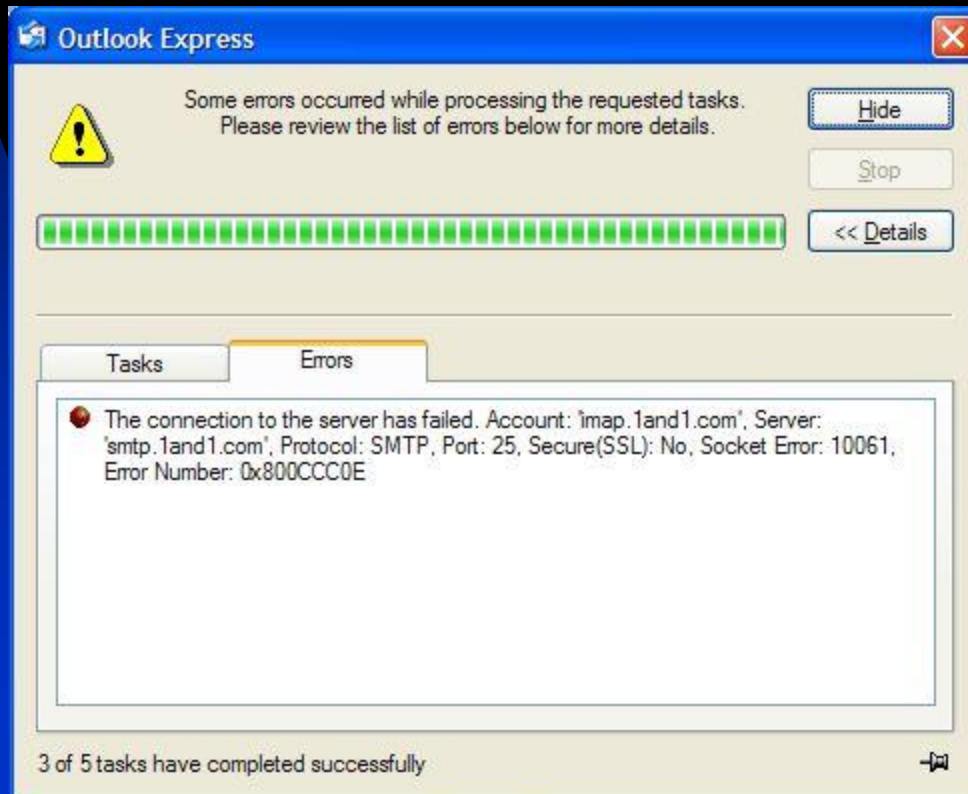 Outlook Express
Some errors occurred while processing the requested tasks.
Please review the list of errors below for more details.
Hide
Stop
<< Details
Tasks
Errors
The connection to the server has failed. Account: 'imap.1and1.com', Server:
'smtp.1and1.com', Protocol: SMTP, Port: 25, Secure(SSL): No, Socket Error: 10061,
Error Number: 0x800CCC0E
3 of 5 tasks have completed successfully